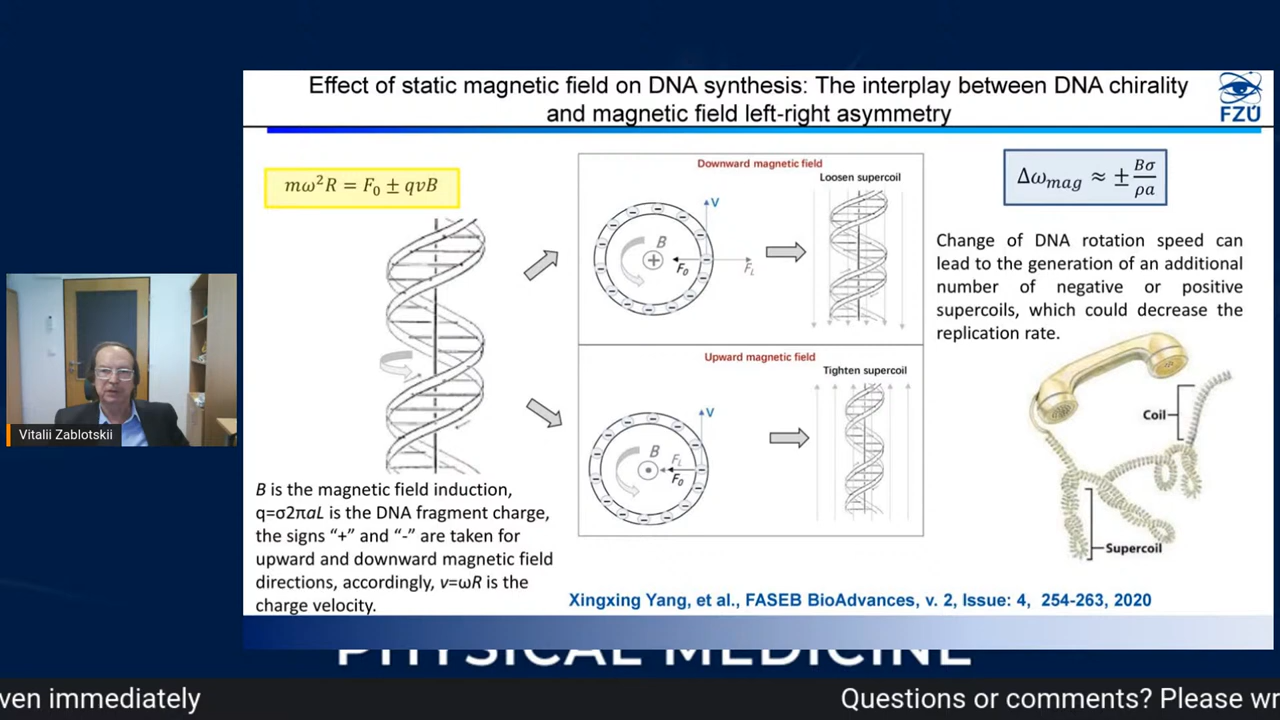 Effect of static magnetic field on DNA synthesis: The interplay between DNA chirality
and magnetic field left-right asymmetry
FZÚ
mω²R = F₀ ± qvB
Downward magnetic field
Loosen supercoil
V
B
F₀
F_L
Upward magnetic field
Tighten supercoil
V
B
F_L
F₀
Δω_mag ≈ ± Bσ/ρa
Change of DNA rotation speed can
lead to the generation of an additional
number of negative or positive
supercoils, which could decrease the
replication rate.
Coil
Supercoil
Vitalii Zablotskii
B is the magnetic field induction,
q=σ2πaL is the DNA fragment charge,
the signs “+” and “-” are taken for
upward and downward magnetic field
directions, accordingly, v=ωR is the
charge velocity.
Xingxing Yang, et al., FASEB BioAdvances, v. 2, Issue: 4, 254-263, 2020
PHYSICAL MEDICINE
ven immediately
Questions or comments? Please wr